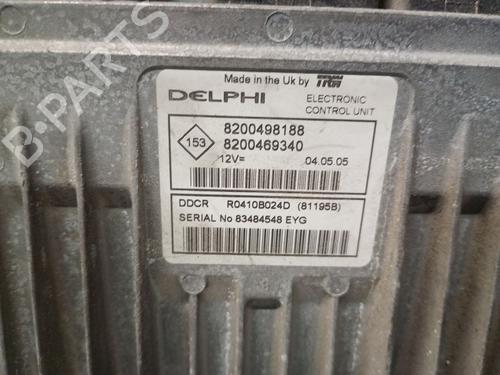 Made in the Uk by TRW
DELPHI
ELECTRONIC
CONTROL UNIT
153
8200498188
8200469340
12V= 04.05.05
DDCR R0410B024D (81195B)
SERIAL No 83484548 EYG
B-Parts